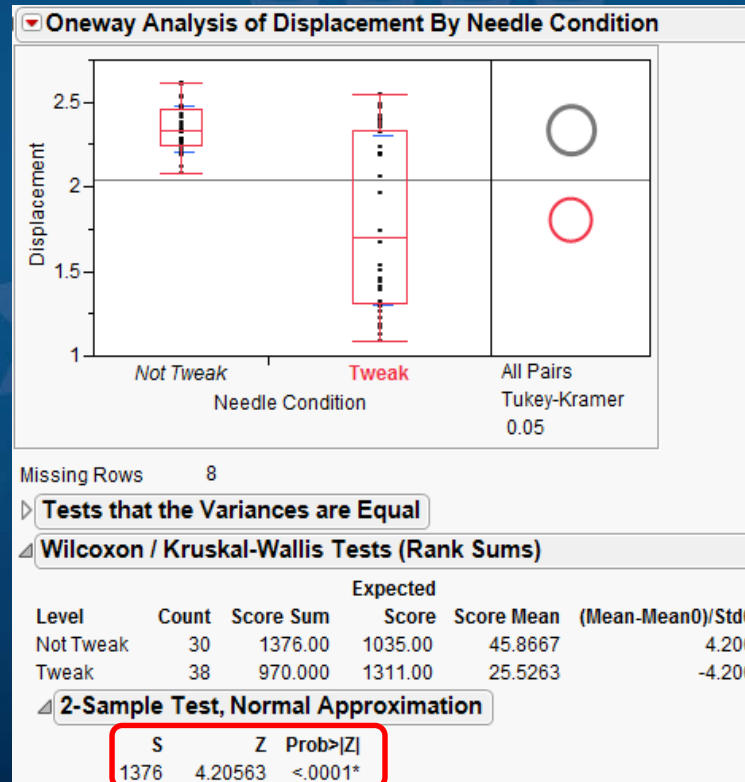 Oneway Analysis of Displacement By Needle Condition
2.5
2
1.5
1
Displacement
Not Tweak Tweak
Needle Condition
All Pairs
Tukey-Kramer
0.05
Missing Rows 8
Tests that the Variances are Equal
Wilcoxon / Kruskal-Wallis Tests (Rank Sums)
Expected
Level Count Score Sum Score Score Mean (Mean-Mean0)/Std
Not Tweak 30 1376.00 1035.00 45.8667 4.20
Tweak 38 970.000 1311.00 25.5263 -4.20
2-Sample Test, Normal Approximation
S Z Prob>|Z|
1376 4.20563 <.0001*